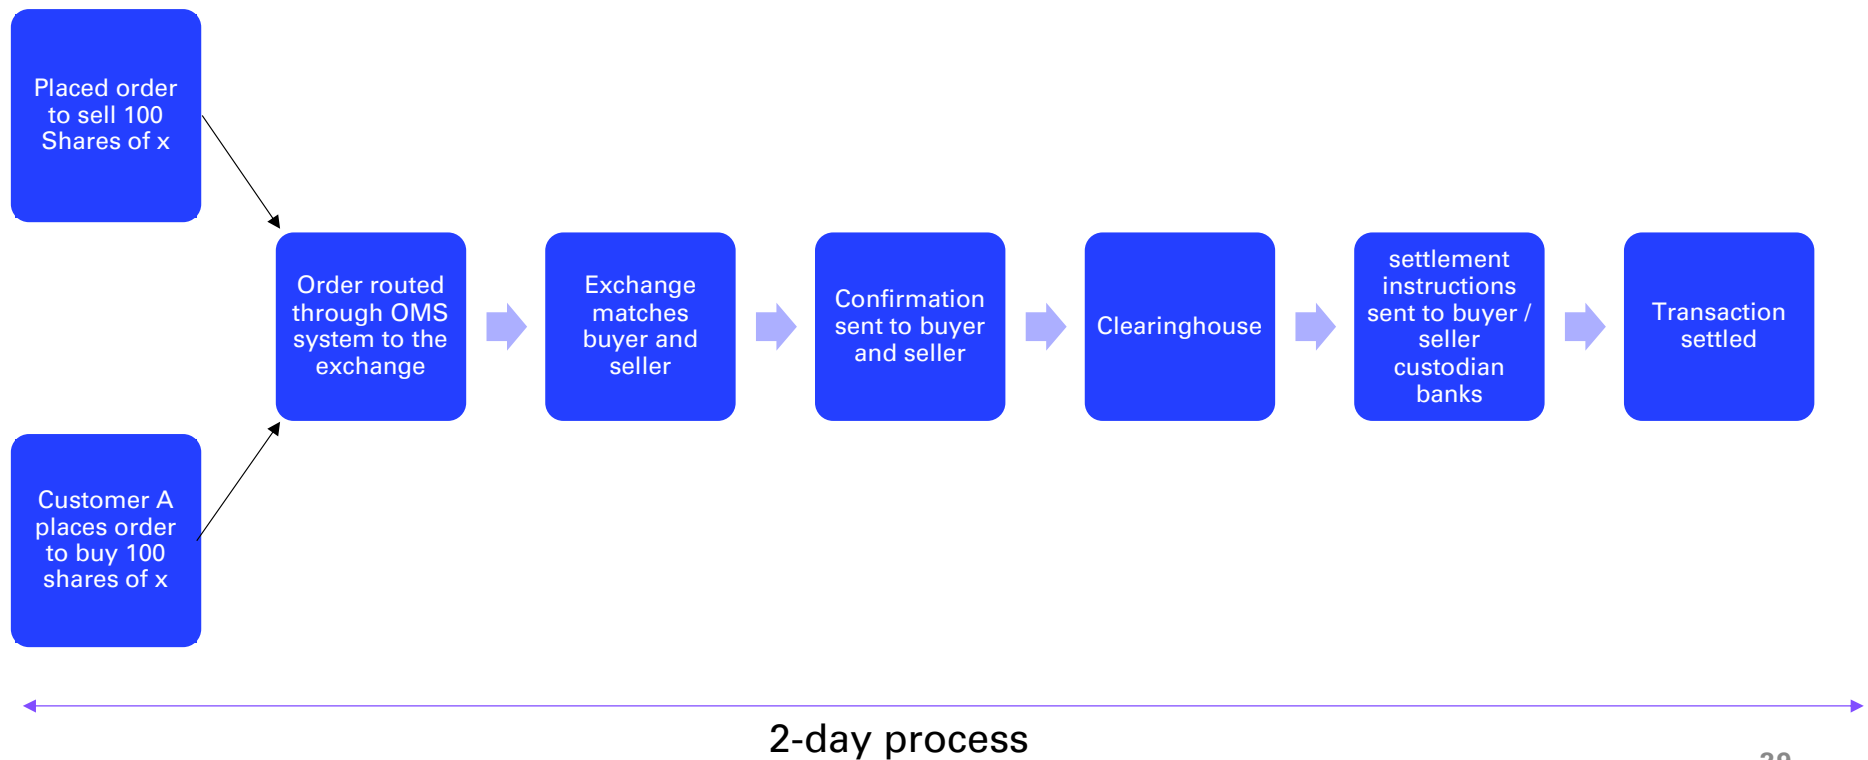 Placed order
to sell 100
Shares of x
Customer A
places order
to buy 100
shares of x
Order routed
through OMS
system to the
exchange
Exchange
matches
buyer and
seller
Confirmation
sent to buyer
and seller
Clearinghouse
settlement
instructions
sent to buyer /
seller
custodian
banks
Transaction
settled
2-day process